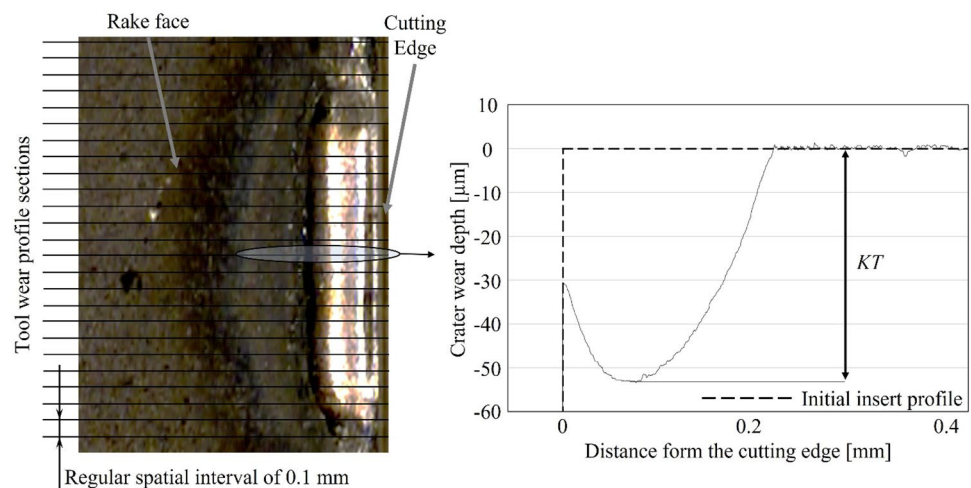 Rake face
Cutting
Edge
Tool wear profile sections
Regular spatial interval of 0.1 mm
Crater wear depth [μm]
10
0
-10
-20
-30
-40
-50
-60
KT
Initial insert profile
0
0.2
0.4
Distance form the cutting edge [mm]